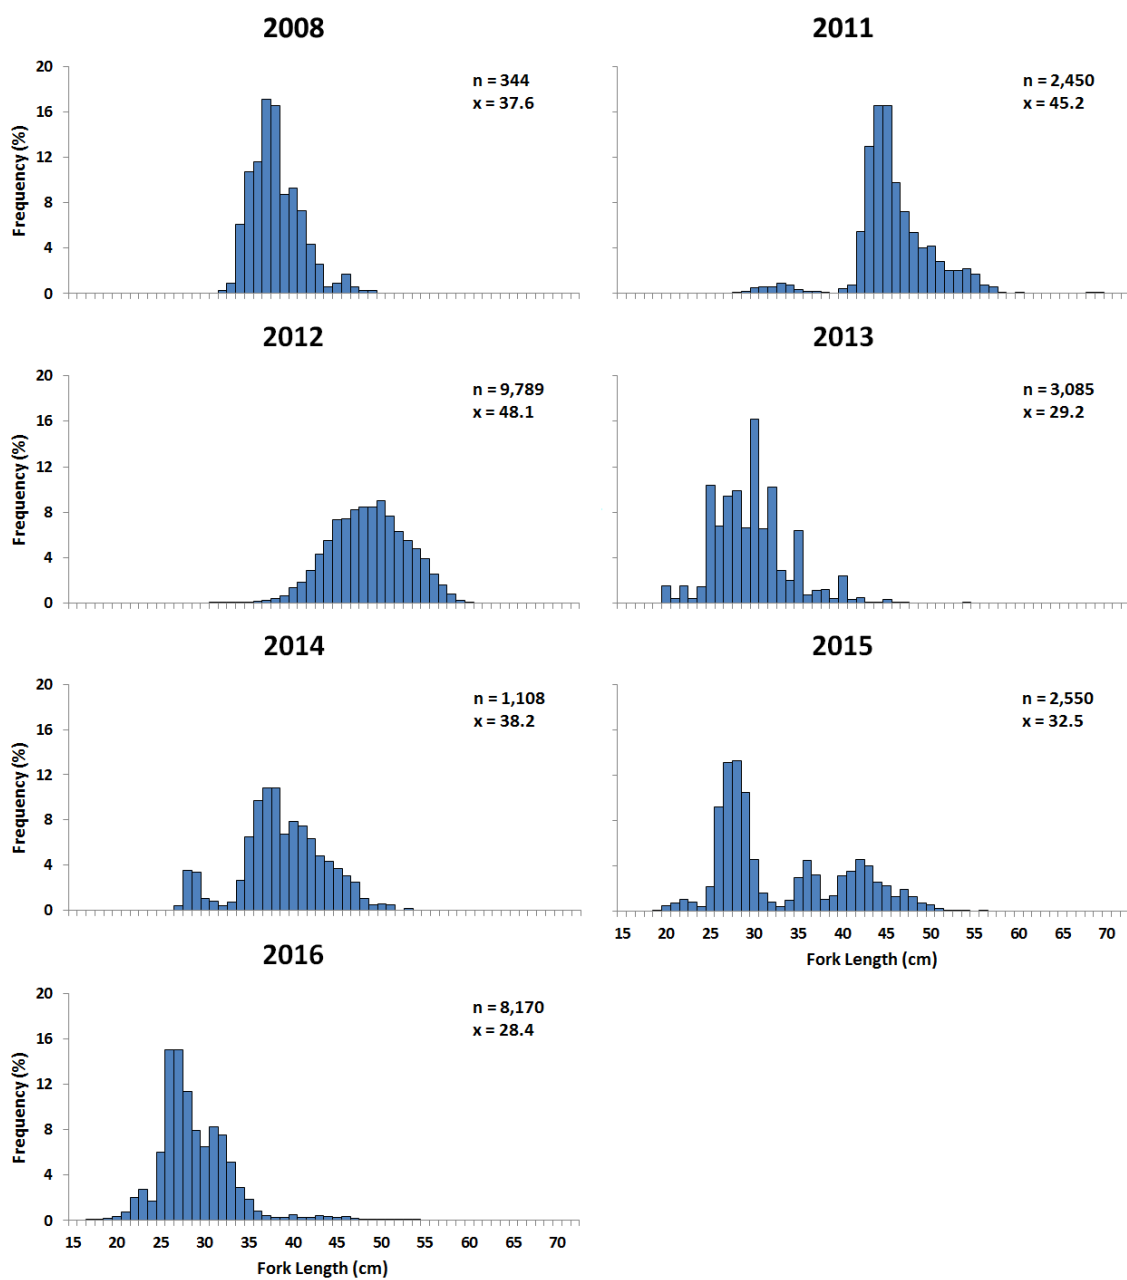 2008
2011
20
16
12
8
4
0
Frequency (%)
n = 344
x = 37.6
n = 2,450
x = 45.2
2012
2013
20
16
12
8
4
0
Frequency (%)
n = 9,789
x = 48.1
n = 3,085
x = 29.2
2014
2015
20
16
12
8
4
0
Frequency (%)
n = 1,108
x = 38.2
n = 2,550
x = 32.5
15 20 25 30 35 40 45 50 55 60 65 70
Fork Length (cm)
2016
20
16
12
8
4
0
Frequency (%)
n = 8,170
x = 28.4
15 20 25 30 35 40 45 50 55 60 65 70
Fork Length (cm)